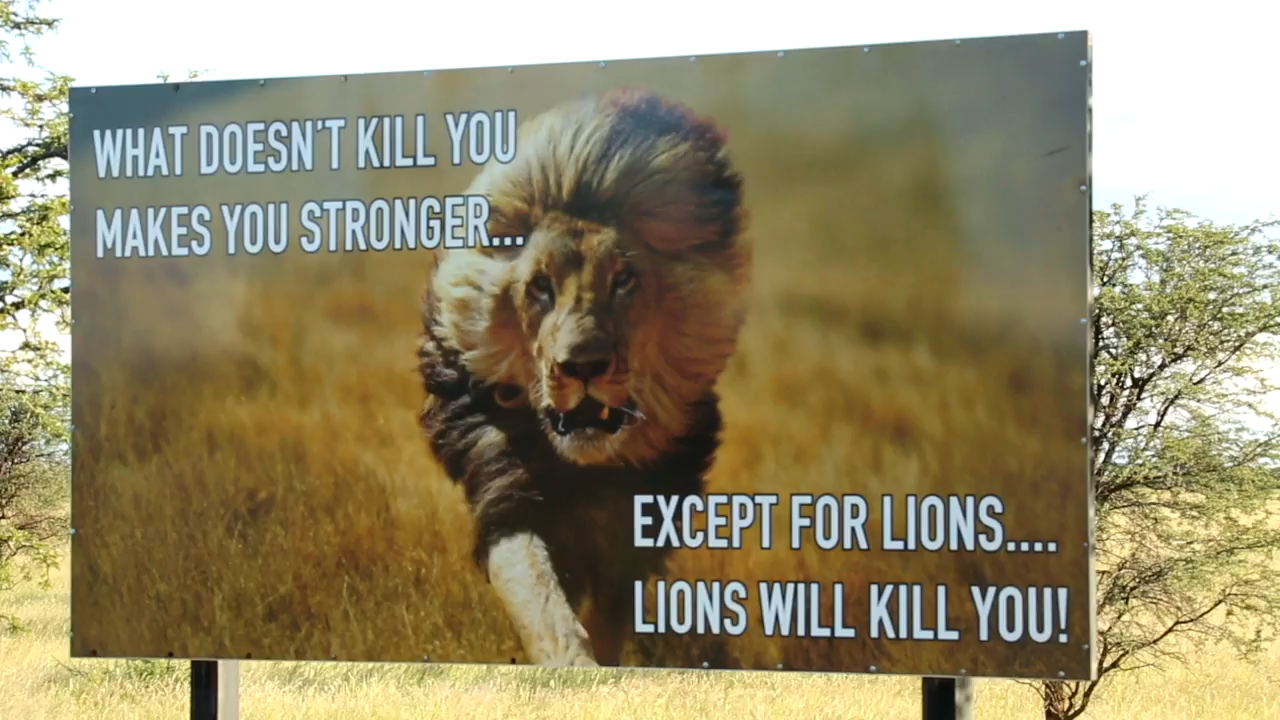 WHAT DOESN'T KILL YOU
MAKES YOU STRONGER...
EXCEPT FOR LIONS....
LIONS WILL KILL YOU!